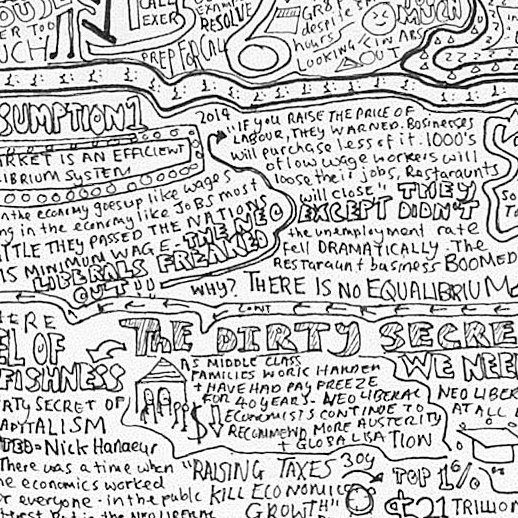 CALL
EXER
RESOLVE
PREP FOR CALL
GR8
despite
hours
LOOKING
OUT
MUCH
IN ABS
SUMPTION 1
ARKET IS AN EFFICIENT
LIBRIUM SYSTEM
in the economy goes up like wages
ng in the economy like JOBS most
TTLE THEY PASSED THE NATIONS
IS MINIMUM WAGE - THE NEO
LIBERALS FREAKED
OUT!!
2014
"IF YOU RAISE THE PRICE OF
LABOUR, THEY WARNED. Businesses
will purchase less of it. 1000's
of low wage workers will
loose their jobs, Restaraunts
will close" THEY
EXCEPT DIDN'T
the unemployment rate
fell DRAMATICALLY. The
RESTaraunt business BOOMED
WHY? THERE IS NO EQUALIBRIUM
HERE
EL OF
FISHNESS
RTY SECRET OF
APITALISM
TED - Nick Hanaeur
There was a time when
he economics worked
or everyone - in the public
CONT
THE DIRTY SECRE
AS MIDDLE CLASS
FAMILIES WORK HARDER
+ HAVE HAD PAY FREEZE
FOR 40 YEARS - NEO LIBERAL
ECONOMISTS CONTINUE TO
RECOMMEND MORE AUSTERITY
+ GLOBALISATION
$
WE NEE
NEO LIBER
AT ALL
"RAISING TAXES
KILL ECONOMIC
GROWTH"
30y
TOP 1%
$21 TRILLION